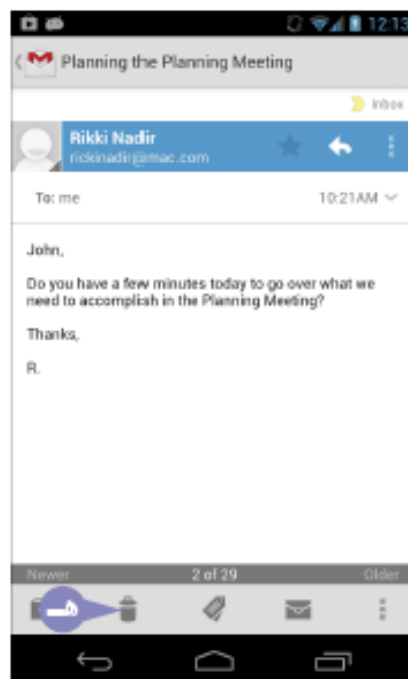 12:13
Planning the Planning Meeting
Inbox
Rikki Nadir
rickinadir@mac.com
To: me 10:21AM
John,
Do you have a few minutes today to go over what we
need to accomplish in the Planning Meeting?
Thanks,
R.
Newer 2 of 29 Older